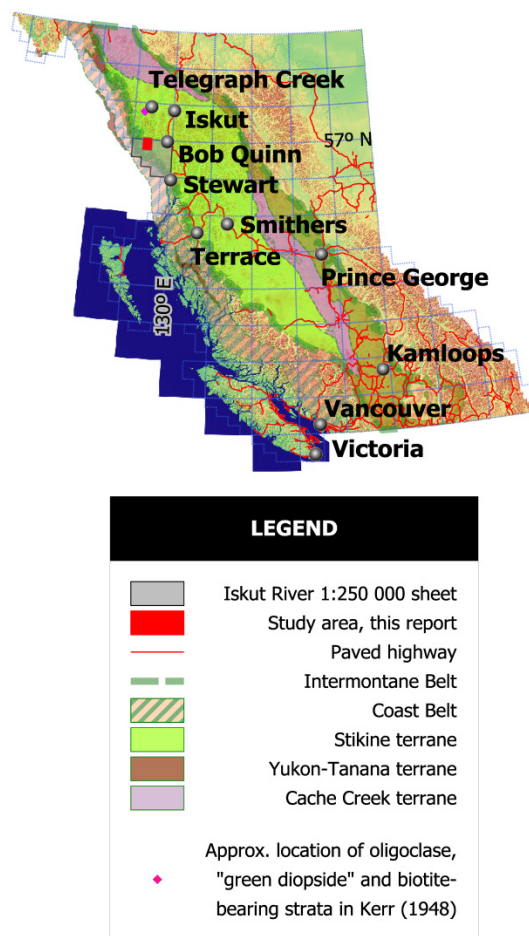 Telegraph Creek
Iskut
57º N
Bob Quinn
Stewart
Smithers
Terrace
Prince George
130º E
Kamloops
Vancouver
Victoria
LEGEND
Iskut River 1:250 000 sheet
Study area, this report
Paved highway
Intermontane Belt
Coast Belt
Stikine terrane
Yukon-Tanana terrane
Cache Creek terrane
Approx. location of oligoclase,
"green diopside" and biotite-
bearing strata in Kerr (1948)